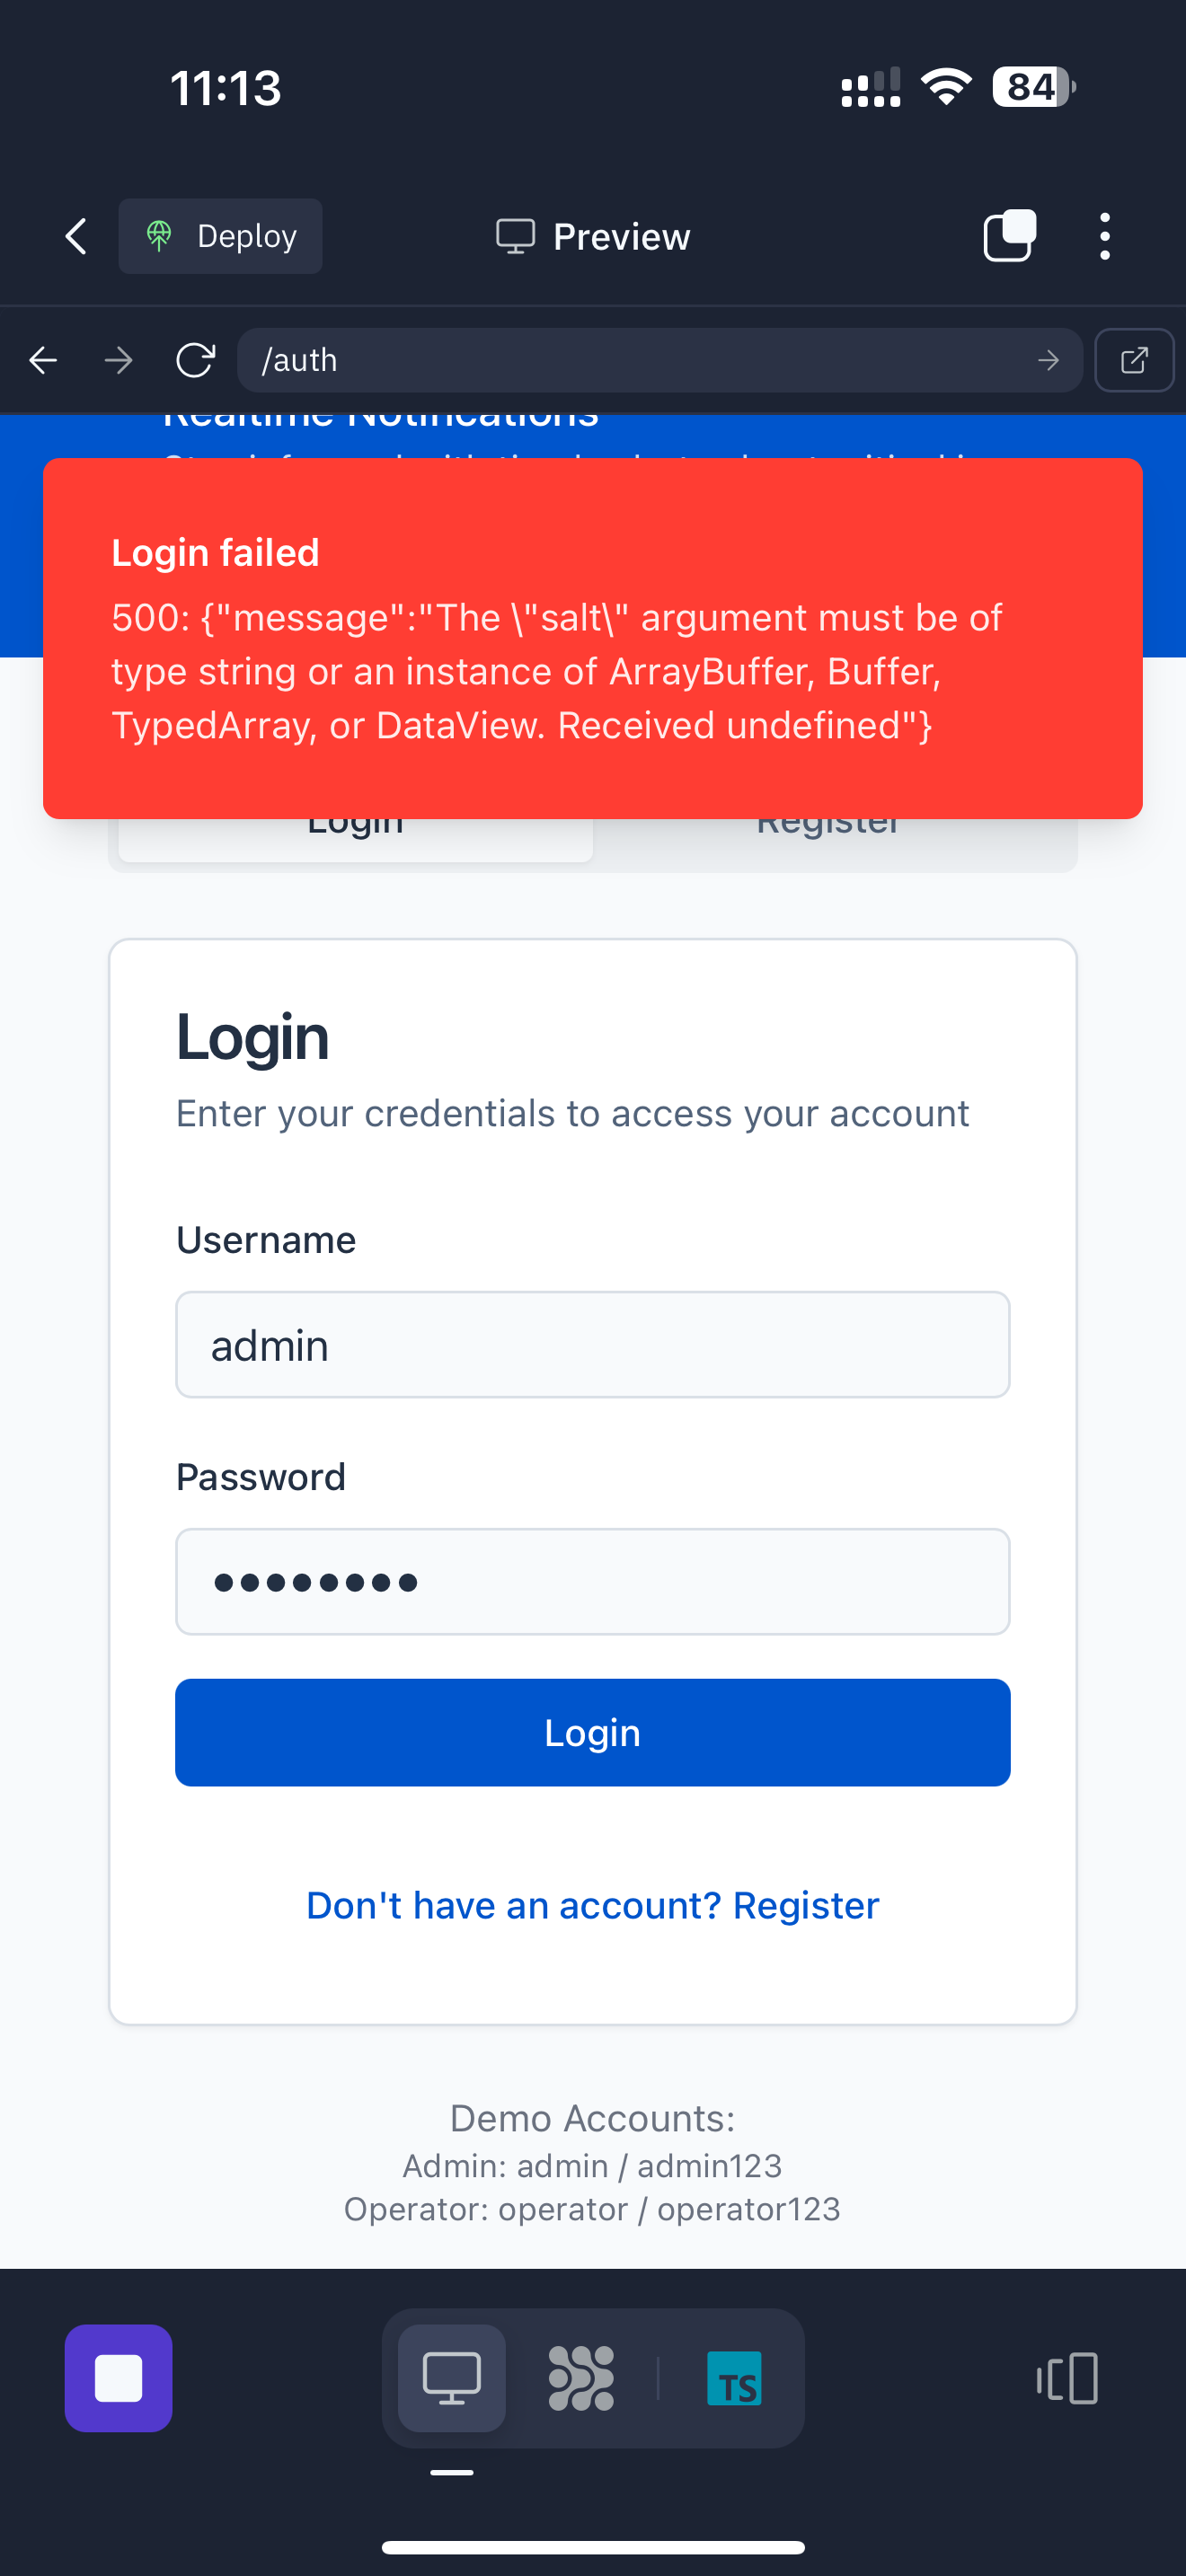 11:13
84
Deploy
Preview
/auth
Realtime Notifications
Login failed
500: {"message":"The \"salt\" argument must be of
type string or an instance of ArrayBuffer, Buffer,
TypedArray, or DataView. Received undefined"}
Login
Register
Login
Enter your credentials to access your account
Username
admin
Password
Login
Don't have an account? Register
Demo Accounts:
Admin: admin / admin123
Operator: operator / operator123
TS